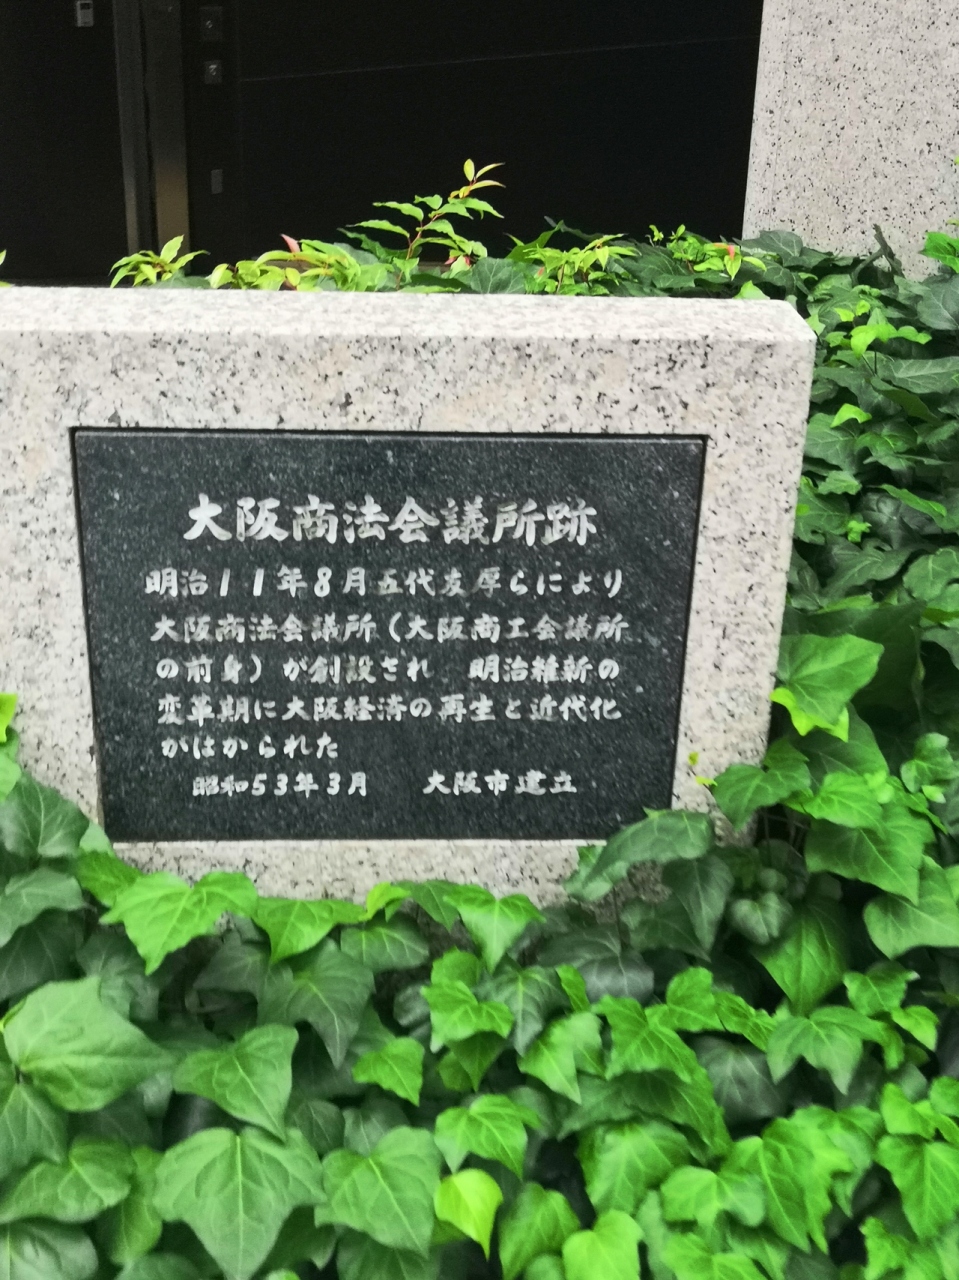 大阪商法会議所跡
明治11年8月五代友厚らにより
大阪商法会議所(大阪商工会議所
の前身)が創設され 明治維新の
変革期に大阪経済の再生と近代化
がはかられた
昭和53年3月 大阪市建立